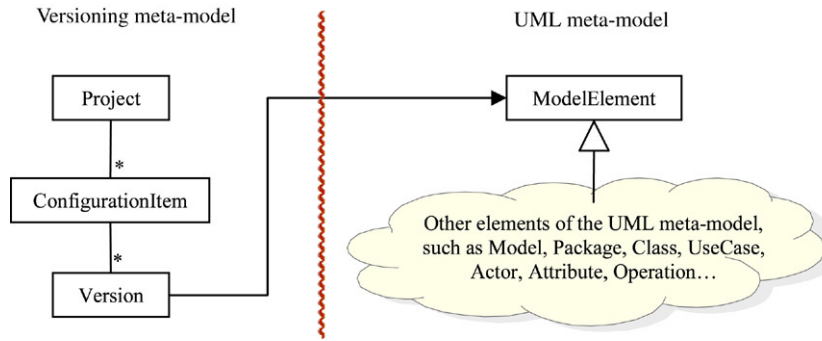 Versioning meta-model
UML meta-model
Project
ModelElement
*
ConfigurationItem
*
Version
Other elements of the UML meta-model,
such as Model, Package, Class, UseCase,
Actor, Attribute, Operation...